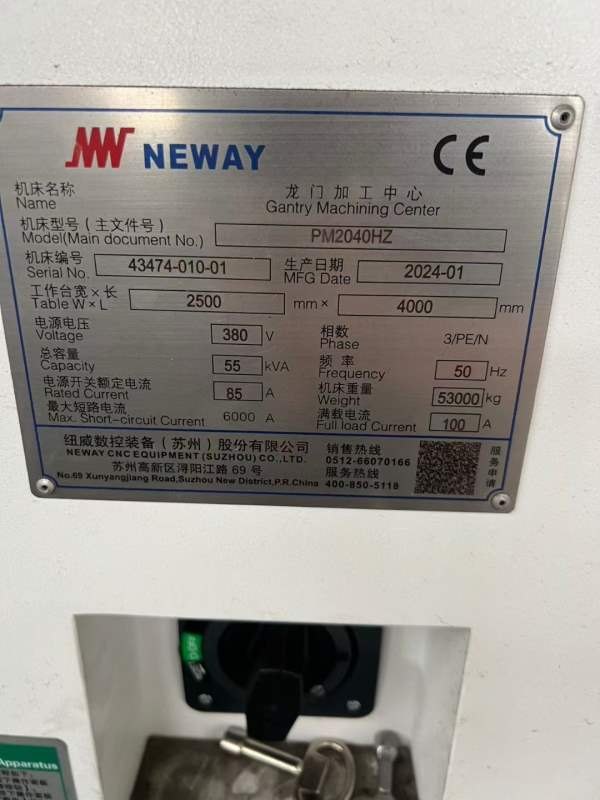 NEWAY CE
机床名称 龙门加工中心
Name Gantry Machining Center
机床型号(主文件号)
Model(Main document No.) PM2040HZ
机床编号 生产日期
Serial No. 43474-010-01 MFG Date 2024-01
工作台宽×长
Table W×L 2500 mm× 4000 mm
电源电压 相数
Voltage 380 V Phase 3/PE/N
总容量 频率
Capacity 55 kVA Frequency 50 Hz
电源开关额定电流 机床重量
Rated Current 85 A Weight 53000 kg
最大短路电流 满载电流
Max. Short-circuit Current 6000 A Full load Current 100 A
纽威数控装备(苏州)股份有限公司 销售热线
NEWAY CNC EQUIPMENT (SUZHOU) CO., LTD. 0512-66070166
苏州高新区浔阳江路 69 号 服务热线
No.69 Xunyangjiang Road,Suzhou New District,P.R.China 400-850-5118
服务申请
Apparatus